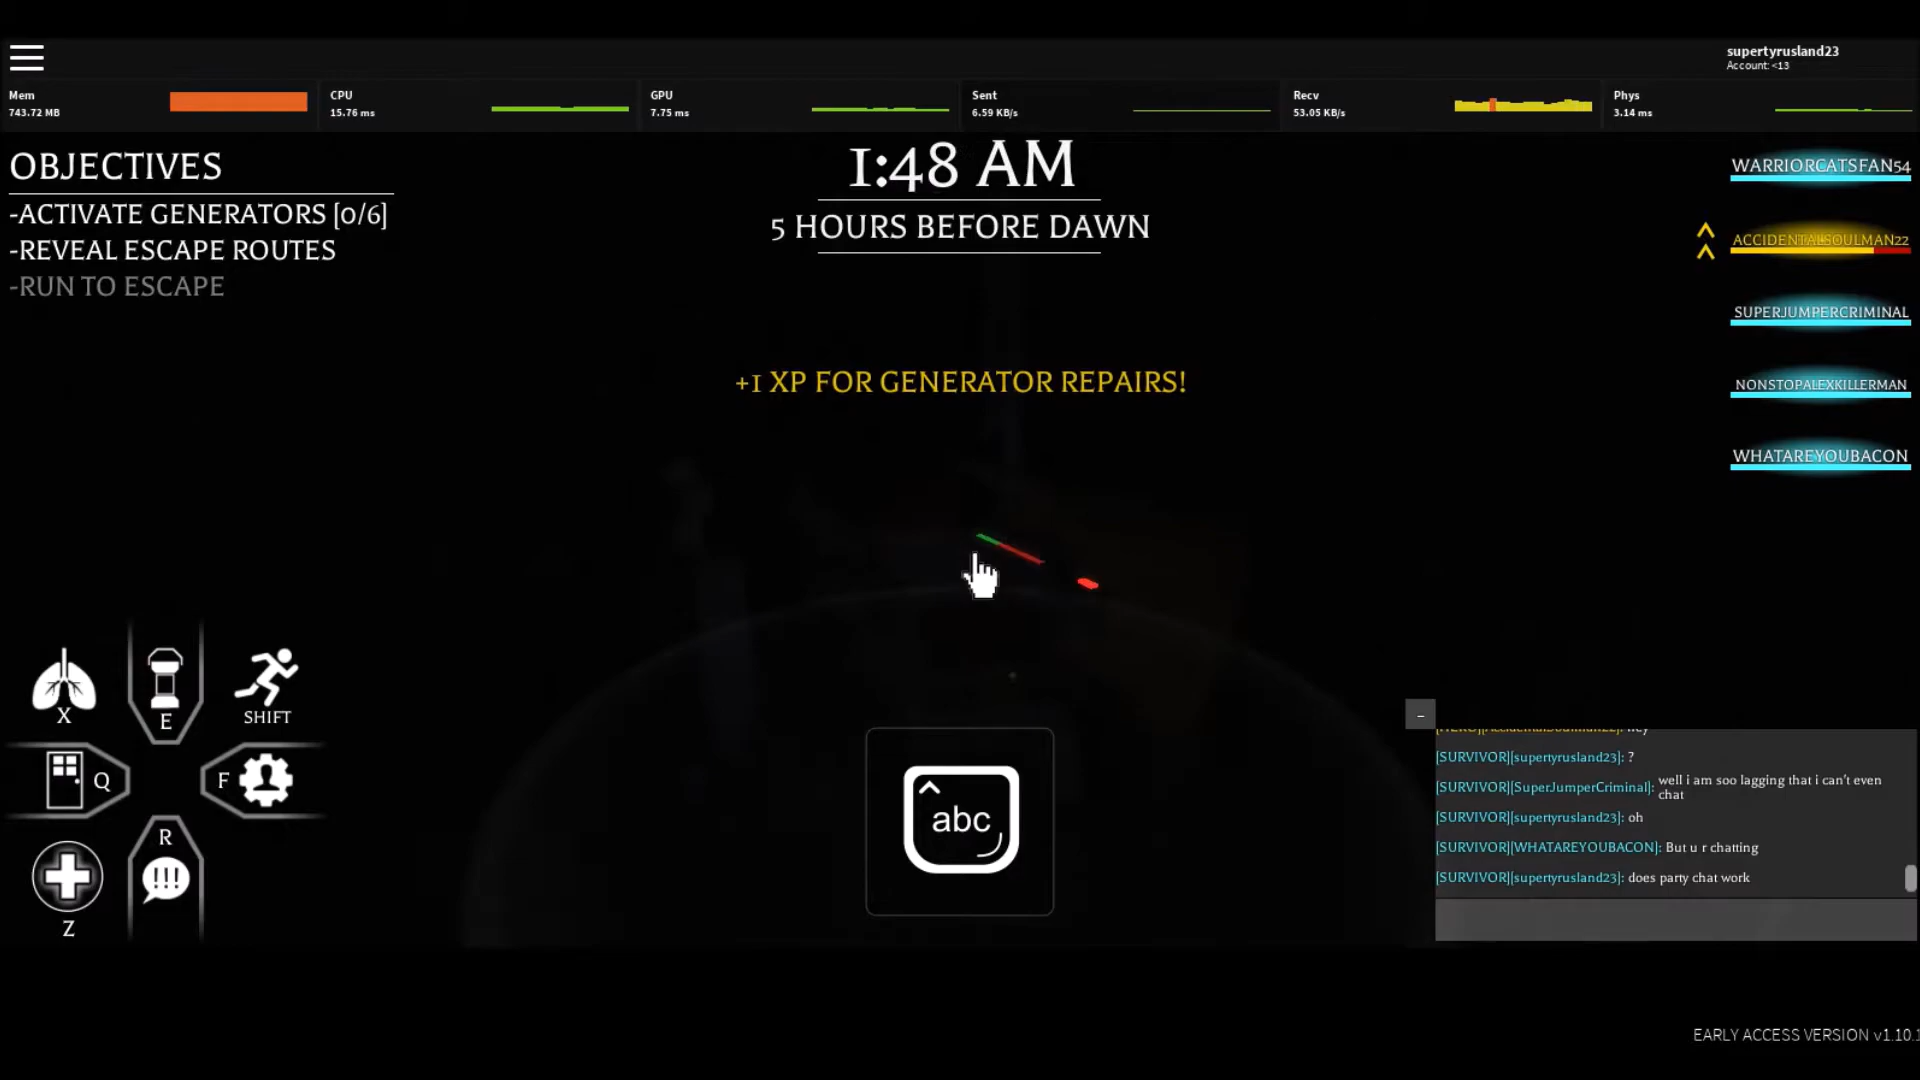 supertyrusland23
Account: <13
Mem
743.72 MB
CPU
15.76 ms
GPU
7.75 ms
Sent
6.59 KB/s
Recv
53.05 KB/s
Phys
3.14 ms
OBJECTIVES
-ACTIVATE GENERATORS [0/6]
-REVEAL ESCAPE ROUTES
-RUN TO ESCAPE
1:48 AM
5 HOURS BEFORE DAWN
+1 XP FOR GENERATOR REPAIRS!
WARRIORCATSFAN54
ACCIDENTALSOULMAN22
SUPERJUMPERCRIMINAL
NONSTOPALEXKILLERMAN
WHATAREYOUBACON
X
E
SHIFT
Q
F
R
!!!
Z
abc
[HERO][AccidentalSoulman22]: hey
[SURVIVOR][supertyrusland23]: ?
[SURVIVOR][SuperJumperCriminal]: well i am soo lagging that i can't even
chat
[SURVIVOR][supertyrusland23]: oh
[SURVIVOR][WHATAREYOUBACON]: But u r chatting
[SURVIVOR][supertyrusland23]: does party chat work
EARLY ACCESS VERSION v1.10.1